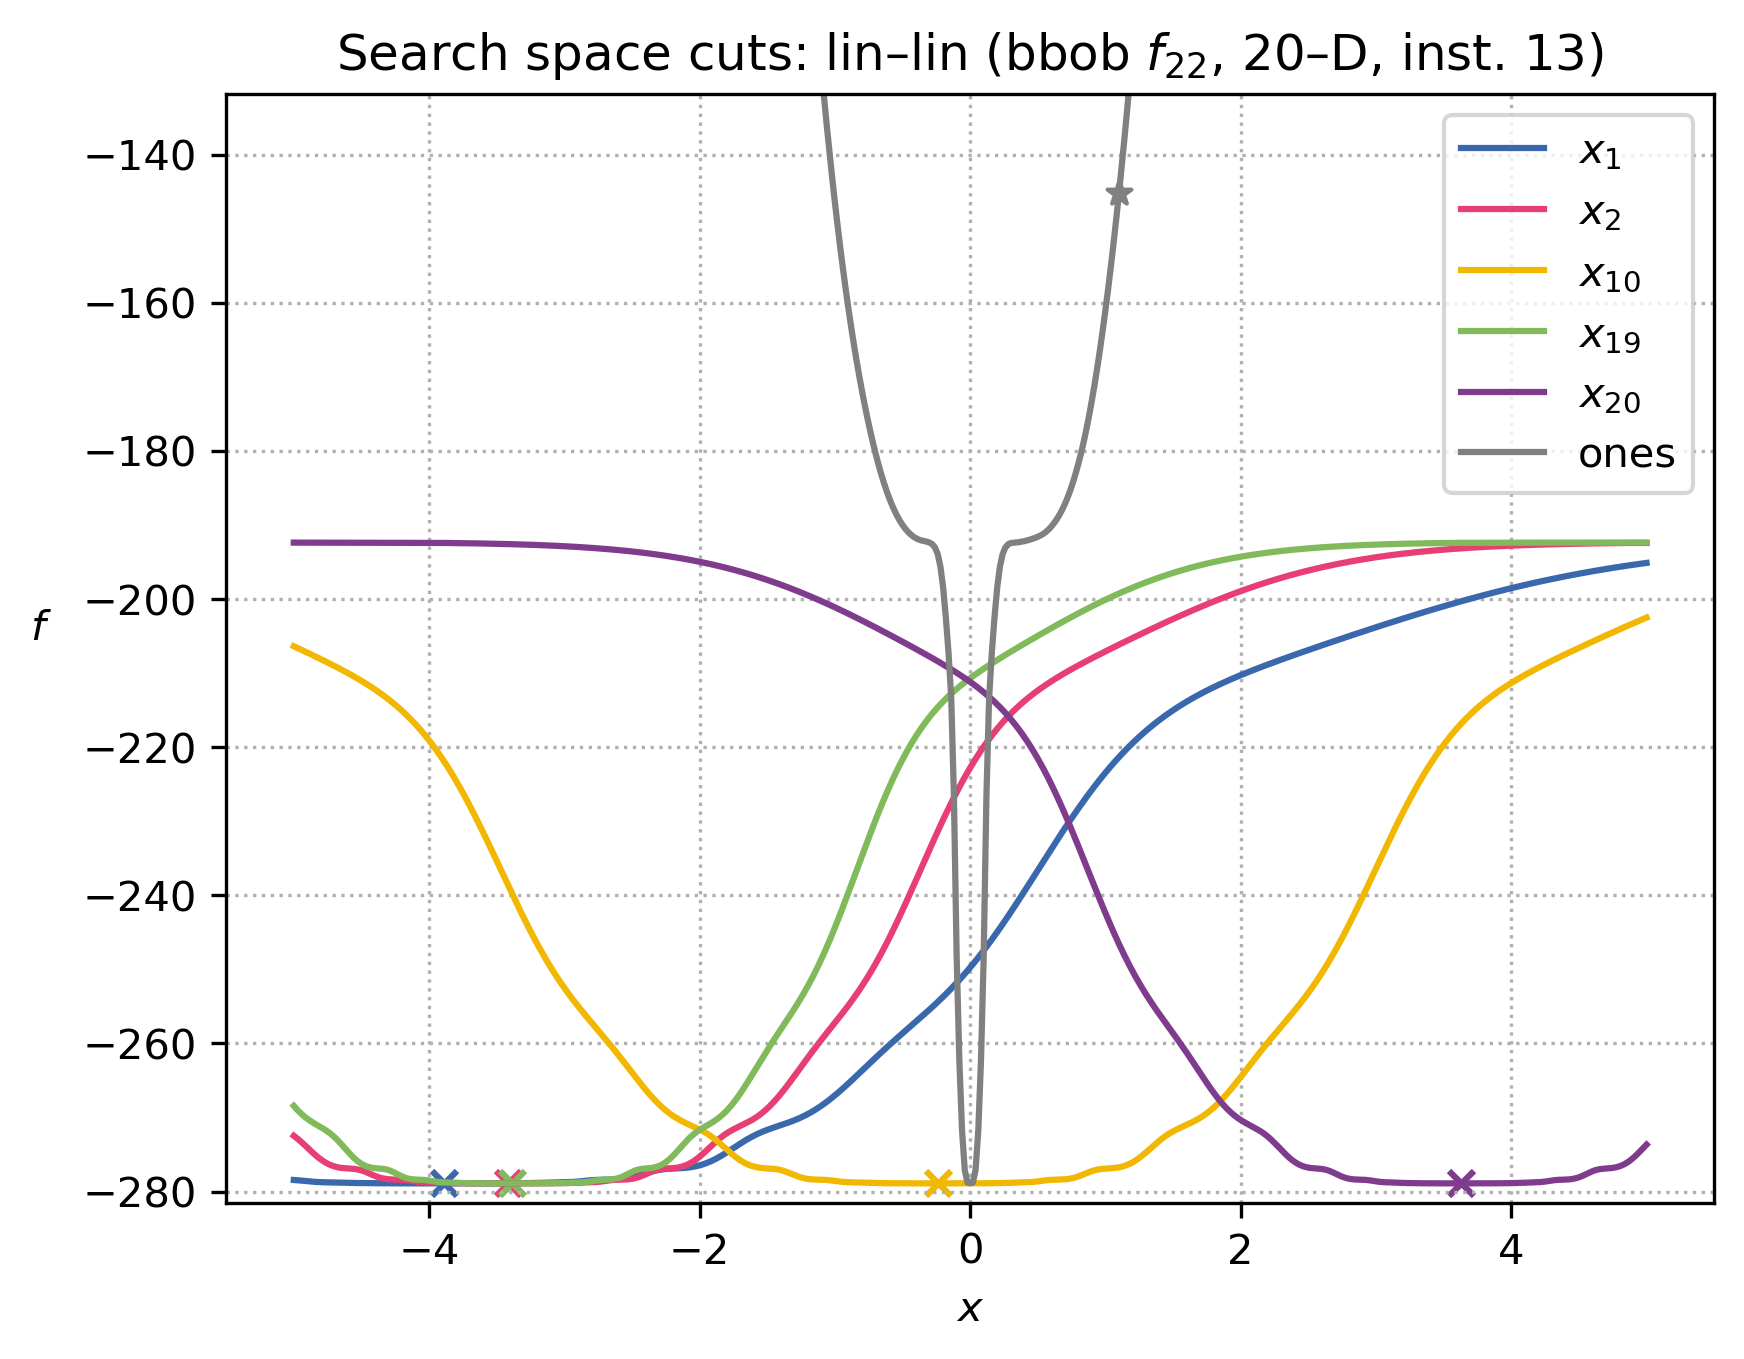 Search space cuts: lin–lin (bbob f₂₂, 20–D, inst. 13)
−140
−160
−180
−200
−220
−240
−260
−280
f
−4
−2
0
2
4
x
x₁
x₂
x₁₀
x₁₉
x₂₀
ones